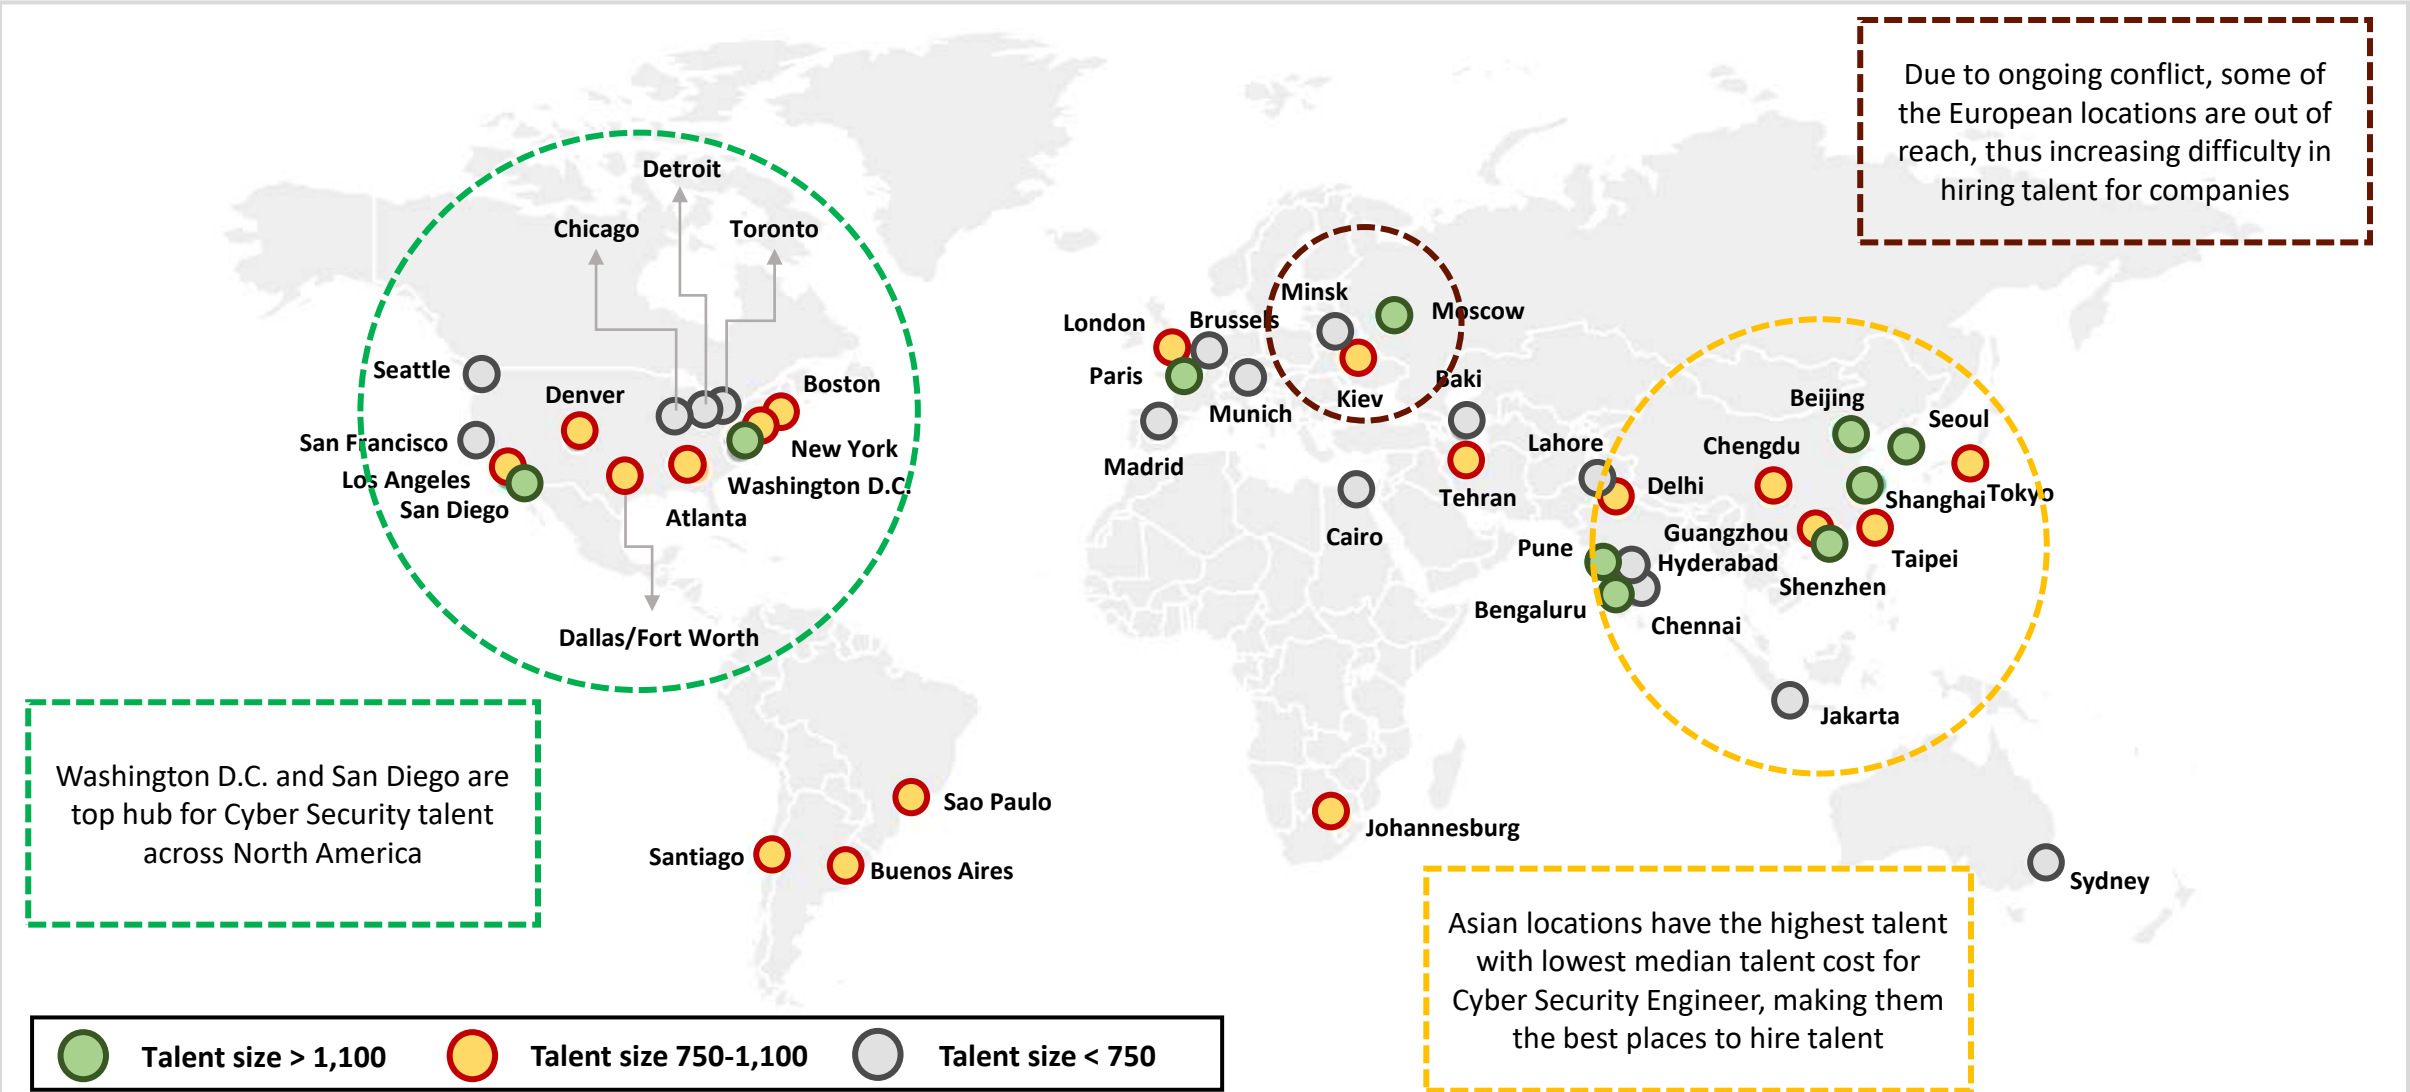 Due to ongoing conflict, some of
the European locations are out of
reach, thus increasing difficulty in
hiring talent for companies
Detroit
Chicago
Toronto
Seattle
Denver
Boston
San Francisco
New York
Los Angeles
Washington D.C.
San Diego
Atlanta
Dallas/Fort Worth
Minsk
Moscow
London
Brussels
Paris
Munich
Kiev
Baki
Madrid
Tehran
Cairo
Lahore
Delhi
Beijing
Seoul
Chengdu
Shanghai
Tokyo
Guangzhou
Pune
Hyderabad
Taipei
Shenzhen
Bengaluru
Chennai
Jakarta
Washington D.C. and San Diego are
top hub for Cyber Security talent
across North America
Sao Paulo
Santiago
Buenos Aires
Johannesburg
Sydney
Asian locations have the highest talent
with lowest median talent cost for
Cyber Security Engineer, making them
the best places to hire talent
Talent size > 1,100
Talent size 750-1,100
Talent size < 750